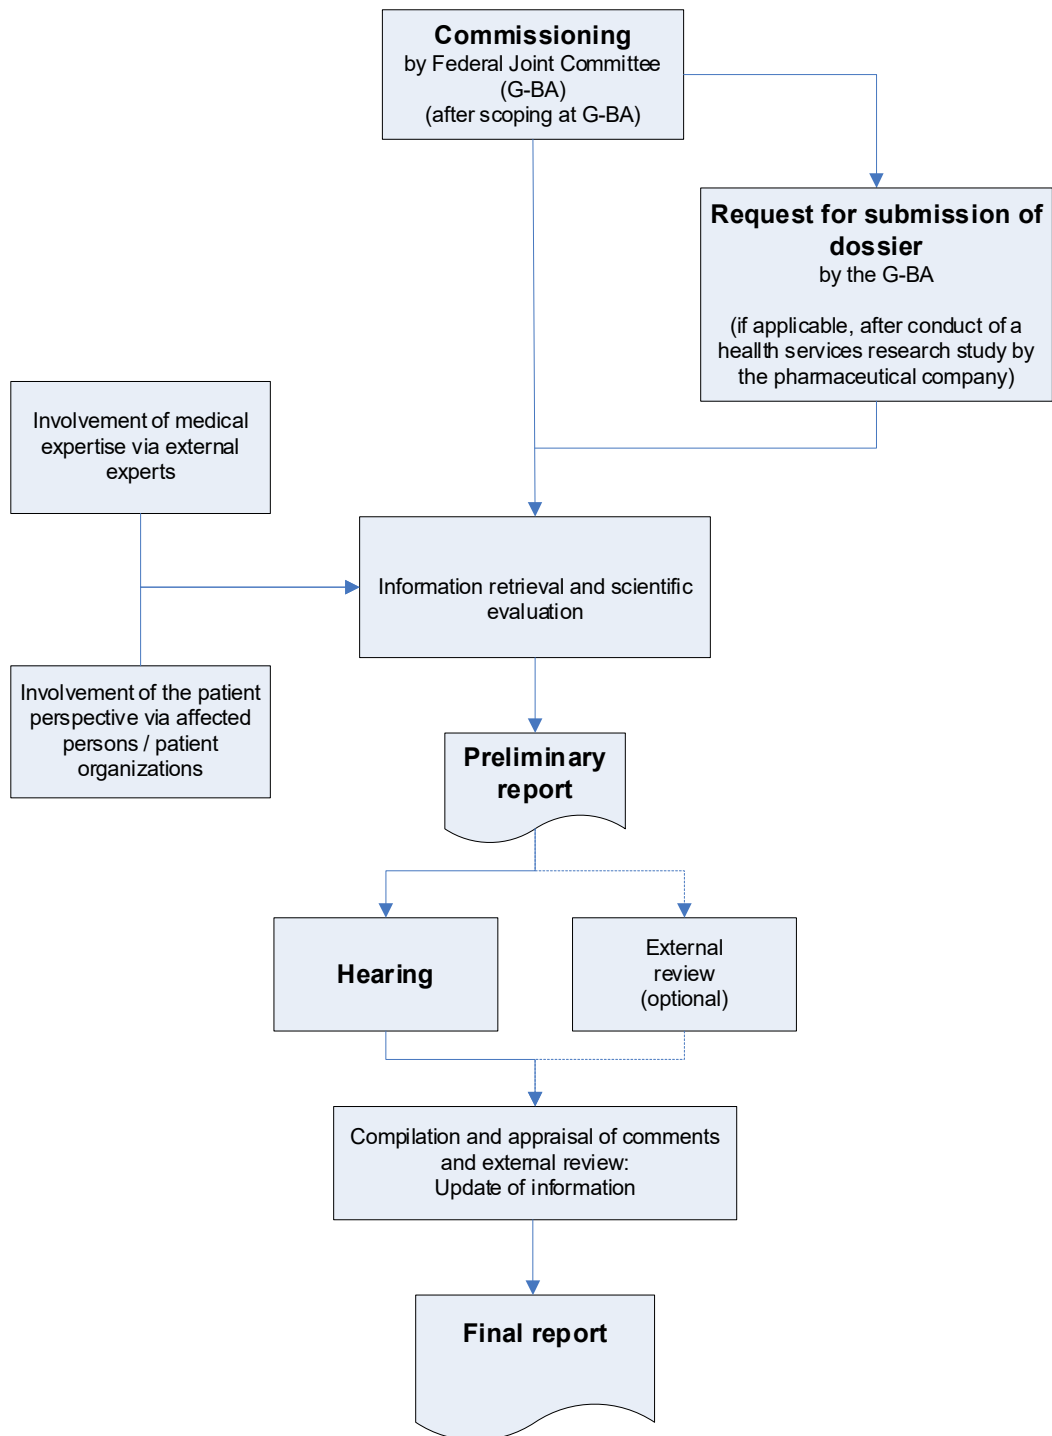 Commissioning
by Federal Joint Committee
(G-BA)
(after scoping at G-BA)
Request for submission of
dossier
by the G-BA
(if applicable, after conduct of a
heallth services research study by
the pharmaceutical company)
Involvement of medical
expertise via external
experts
Information retrieval and scientific
evaluation
Involvement of the patient
perspective via affected
persons / patient
organizations
Preliminary
report
Hearing
External
review
(optional)
Compilation and appraisal of comments
and external review:
Update of information
Final report